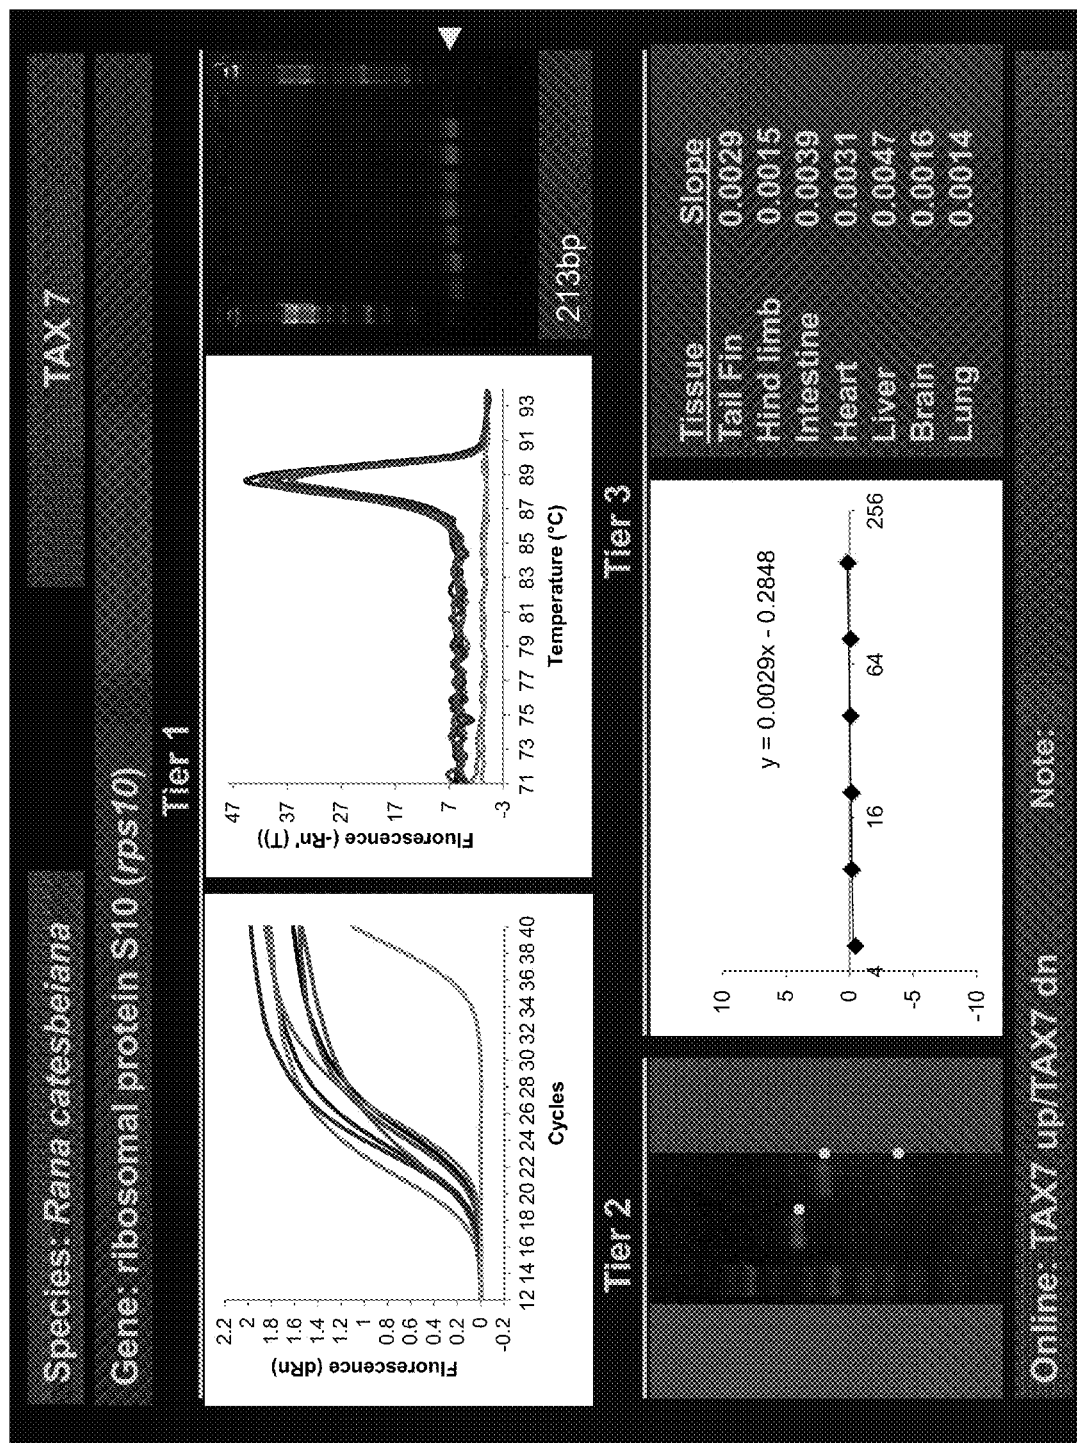 Species: Rana catesbeiana
TAX 7
Gene: ribosomal protein S10 (rps10)
Tier 1
Fluorescence (dRn)
2.2
2
1.8
1.6
1.4
1.2
1
0.8
0.6
0.4
0.2
0
-0.2
12 14 16 18 20 22 24 26 28 30 32 34 36 38 40
Cycles
Fluorescence (-Rn' (T))
47
37
27
17
7
-3
71 73 75 77 79 81 83 85 87 89 91 93
Temperature (°C)
213bp
Tier 2
Tier 3
10
5
0
-5
-10
4 16 64 256
y = 0.0029x - 0.2848
Tissue Slope
Tail Fin 0.0029
Hind limb 0.0015
Intestine 0.0039
Heart 0.0031
Liver 0.0047
Brain 0.0016
Lung 0.0014
Online: TAX7 up/TAX7 dn
Note: